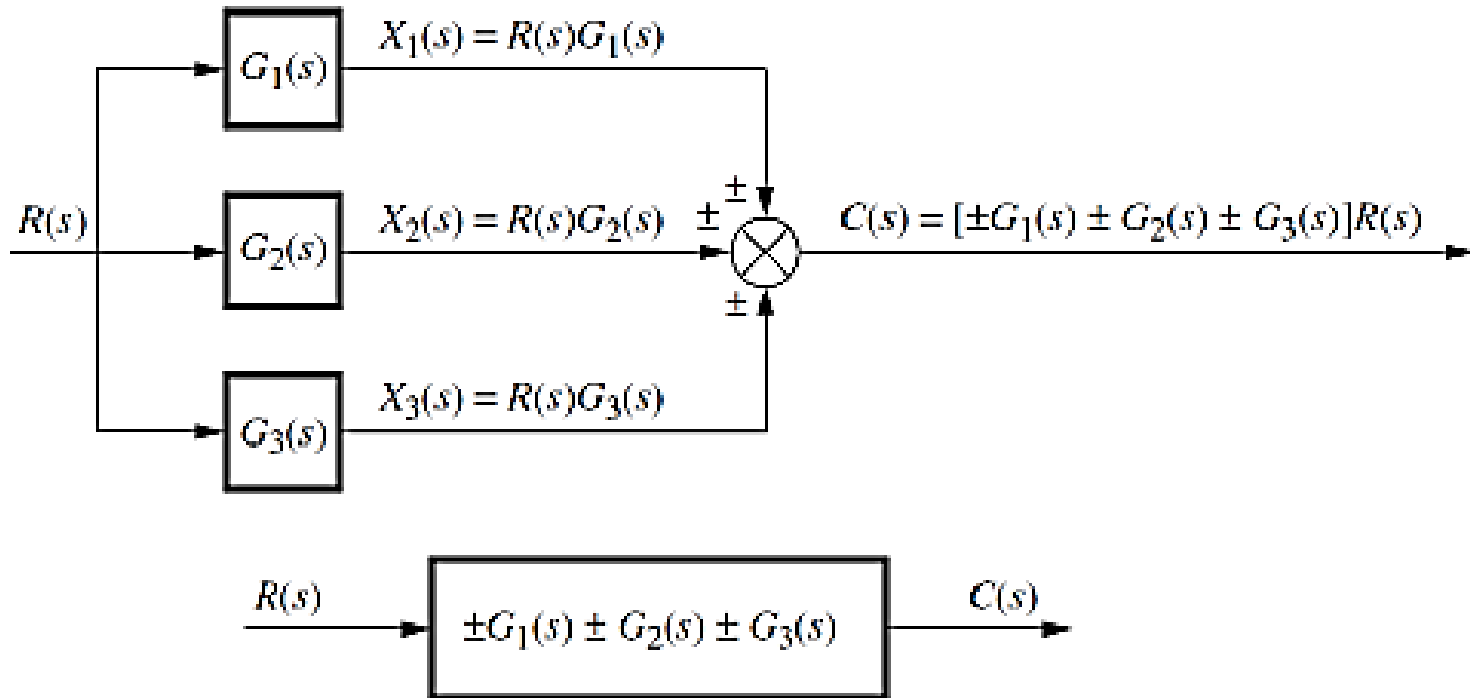 X₁(s) = R(s)G₁(s)
G₁(s)
±
R(s)
G₂(s)
X₂(s) = R(s)G₂(s)
±
C(s) = [±G₁(s) ± G₂(s) ± G₃(s)]R(s)
±
X₃(s) = R(s)G₃(s)
G₃(s)
R(s)
±G₁(s) ± G₂(s) ± G₃(s)
C(s)